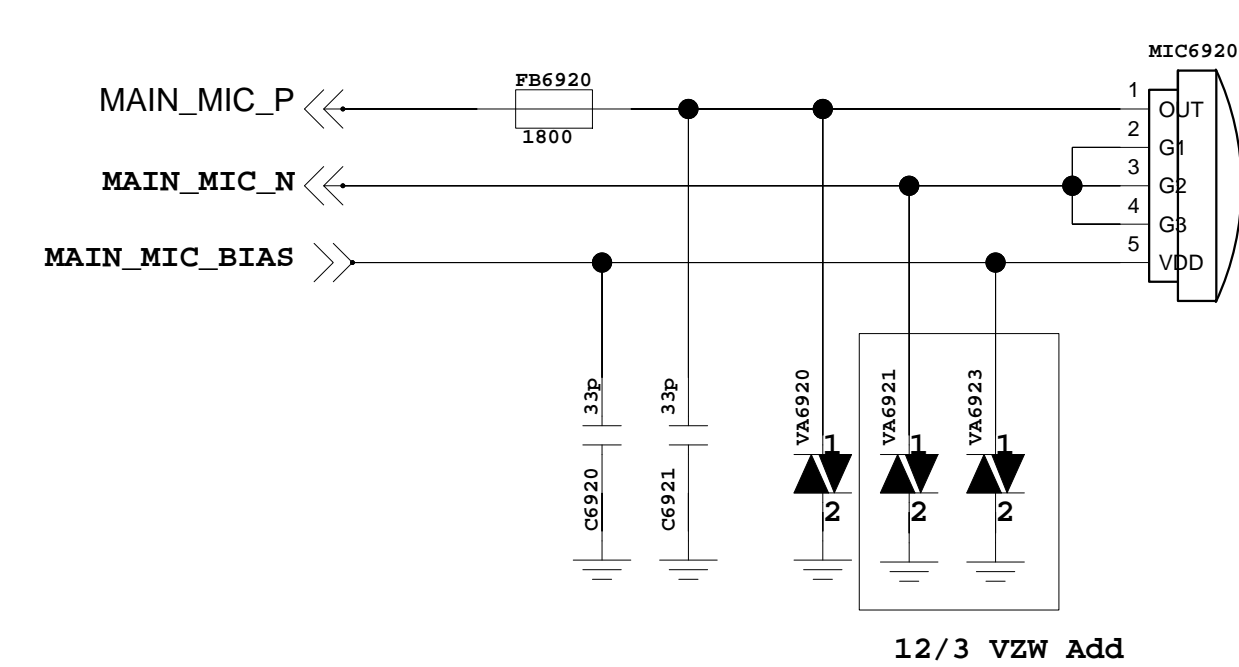 MIC6920
FB6920
MAIN_MIC_P
1800
1
OUT
2
G1
MAIN_MIC_N
3
G2
4
G3
MAIN_MIC_BIAS
5
VDD
33p
33p
VA6920
VA6921
VA6923
C6920
C6921
1
1
1
2
2
2
12/3 VZW Add